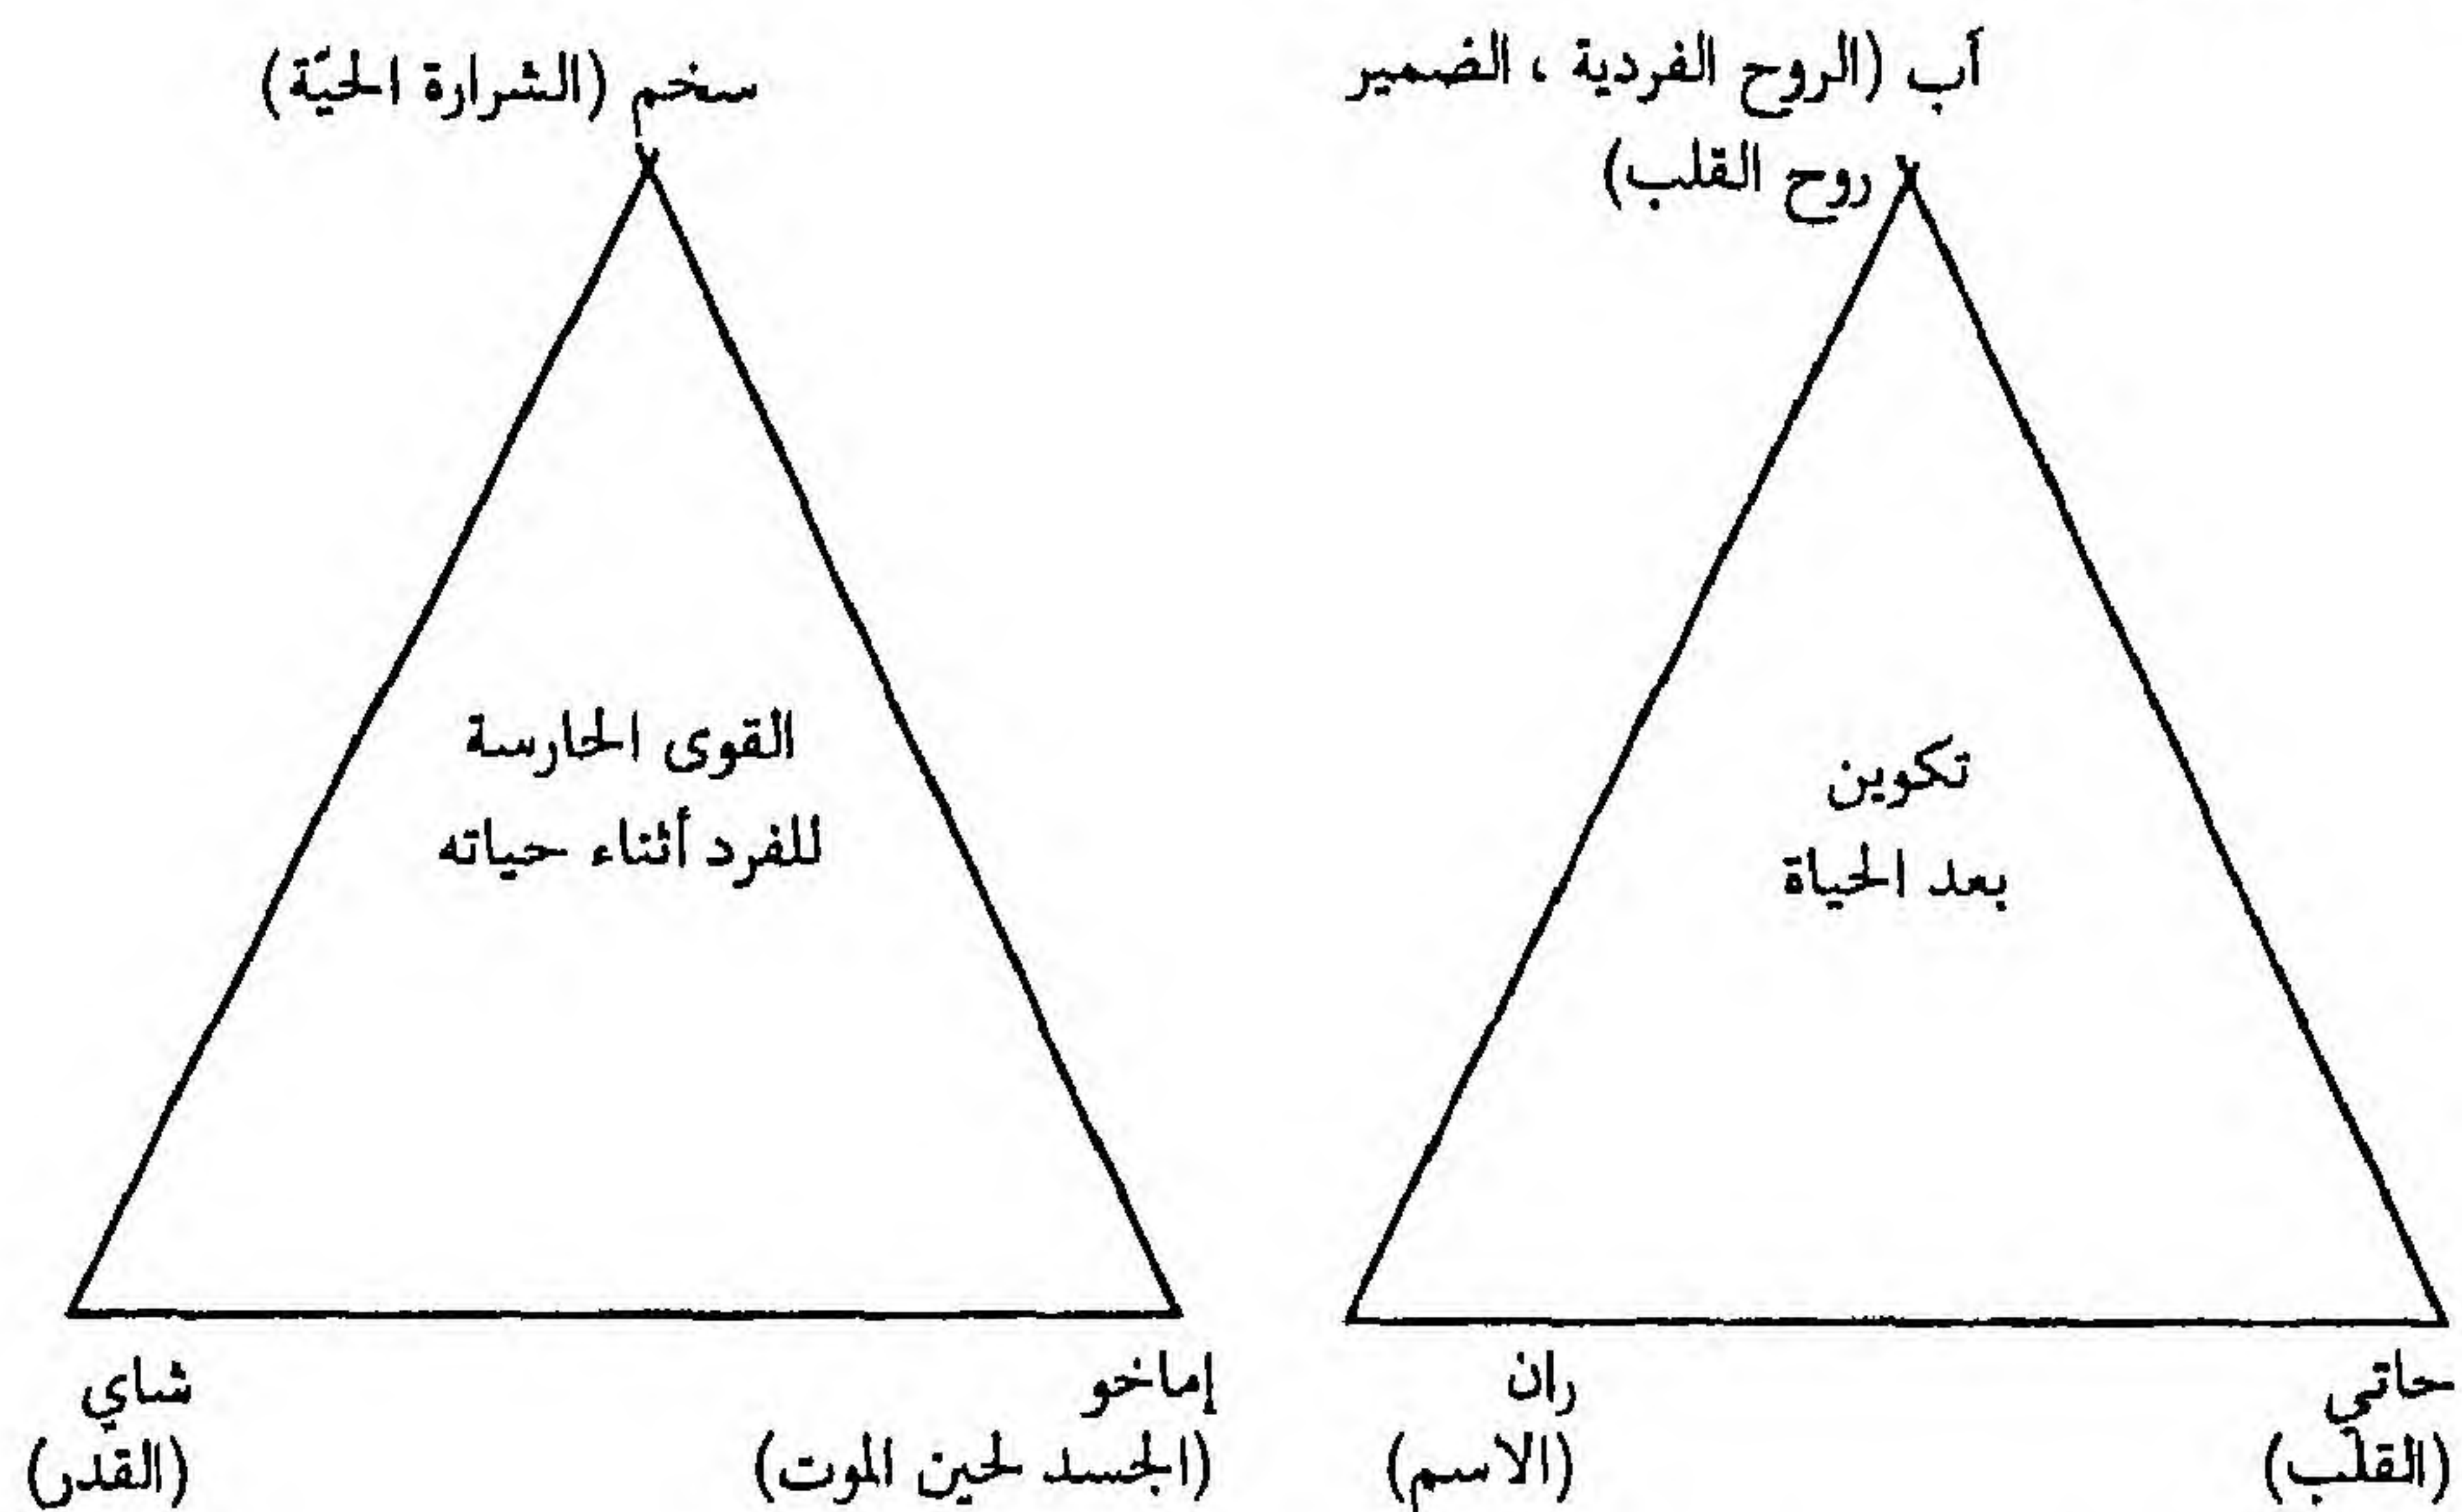 آب (الروح الفردية ، الضمير
روح القلب)
تكوين
بعد الحياة
حاتي
(القلب)
ران
(الاسم)
سخم (الشرارة الحيّة)
القوى الحارسة
للفرد أثناء حياته
إماخو
(الجسد لحين الموت)
شاي
(القدر)